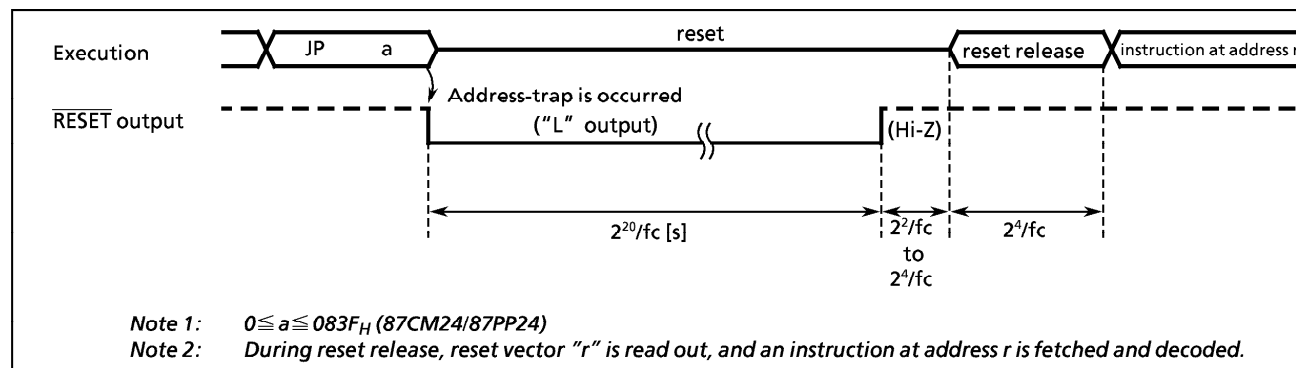 Execution JP a reset reset release instruction at address r
Address-trap is occurred
RESET output ("L" output) (Hi-Z)
2²⁰/fc [s] 2²/fc 2⁴/fc
to
2⁴/fc
Note 1: 0≦a≦083F_H (87CM24/87PP24)
Note 2: During reset release, reset vector "r" is read out, and an instruction at address r is fetched and decoded.